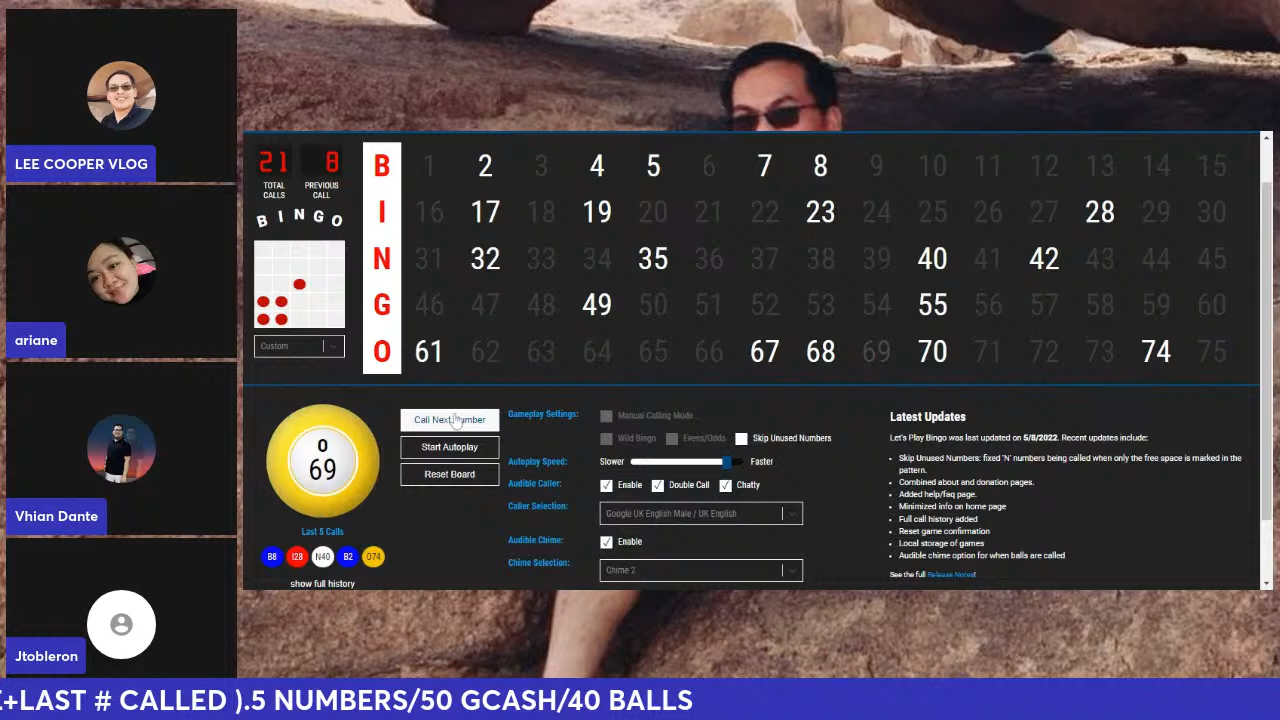 LEE COOPER VLOG
ariane
Vhian Dante
Jtobleron
21 8
TOTAL CALLS PREVIOUS CALL
B I N G O
Custom
B 1 2 3 4 5 6 7 8 9 10 11 12 13 14 15
I 16 17 18 19 20 21 22 23 24 25 26 27 28 29 30
N 31 32 33 34 35 36 37 38 39 40 41 42 43 44 45
G 46 47 48 49 50 51 52 53 54 55 56 57 58 59 60
O 61 62 63 64 65 66 67 68 69 70 71 72 73 74 75
O
69
Last 5 Calls
B8 I28 N40 B2 O74
show full history
Call Next Number
Start Autoplay
Reset Board
Gameplay Settings: Manual Calling Mode
Wild Bingo Evens/Odds Skip Unused Numbers
Autoplay Speed: Slower Faster
Audible Caller: Enable Double Call Chatty
Caller Selection: Google UK English Male / UK English
Audible Chime: Enable
Chime Selection: Chime 2
Latest Updates
Let's Play Bingo was last updated on 5/8/2022. Recent updates include:
Skip Unused Numbers: fixed 'N' numbers being called when only the free space is marked in the
pattern.
Combined about and donation pages.
Added help/faq page.
Minimized info on home page
Full call history added
Reset game confirmation
Local storage of games
Audible chime option for when balls are called
See the full Release Notes!
+LAST # CALLED ).5 NUMBERS/50 GCASH/40 BALLS